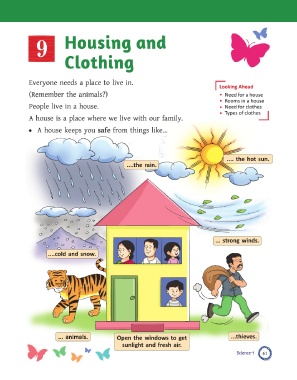 9
Housing and
Clothing
Everyone needs a place to live in.
(Remember the animals?)
People live in a house.
A house is a place where we live with our family.
• A house keeps you safe from things like...
Looking Ahead
• Need for a house
• Rooms in a house
• Need for clothes
• Types of clothes
....the rain.
.... the hot sun.
... strong winds.
....cold and snow.
... animals.
Open the windows to get
sunlight and fresh air.
...thieves.
Science-1
61